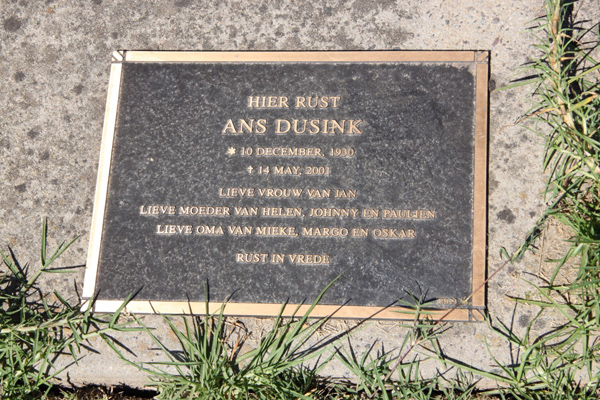 HIER RUST
ANS DUSINK
* 10 DECEMBER, 1930
† 14 MAY, 2001
LIEVE VROUW VAN JAN
LIEVE MOEDER VAN HELEN, JOHNNY EN PAULIEN
LIEVE OMA VAN MIEKE, MARGO EN OSKAR
RUST IN VREDE